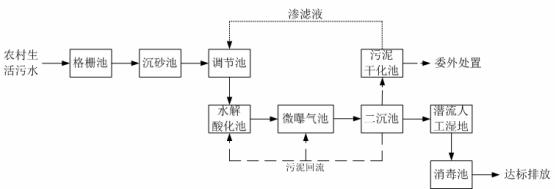 渗滤液
农村生
活污水
格栅池
沉砂池
调节池
污泥
干化池
委外处置
水解
酸化池
微曝气池
二沉池
潜流人
工湿地
污泥回流
消毒池
达标排放